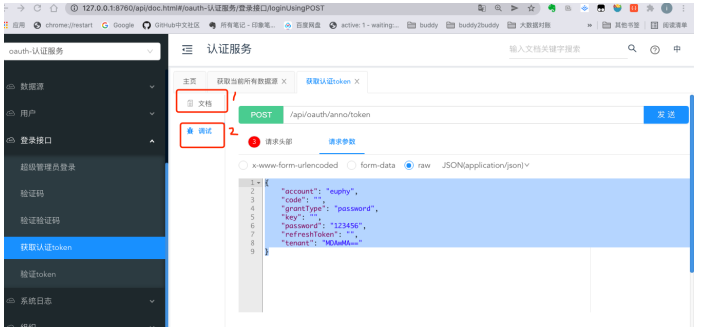 127.0.0.1:8760/api/doc.html#/oauth-认证服务/登录接口/loginUsingPOST
应用 chrome://restart Google GitHub中文社区 所有笔记 - 印象笔... 百度网盘 active: 1 - waiting:... buddy buddy2buddy 大数据对账 » 其他书签 阅读清单
oauth-认证服务
认证服务
输入文档关键字搜索
中
数据源
用户
登录接口
超级管理员登录
验证码
验证验证码
获取认证token
验证token
系统日志
组织
主页 获取当前所有数据源 × 获取认证token ×
文档
1
调试
2
POST /api/oauth/anno/token 发 送
3 请求头部 请求参数
x-www-form-urlencoded form-data raw JSON(application/json)
1 {
2 "account": "euphy",
3 "code": "",
4 "grantType": "password",
5 "key": "",
6 "password": "123456",
7 "refreshToken": "",
8 "tenant": "MDAwMA=="
9 }